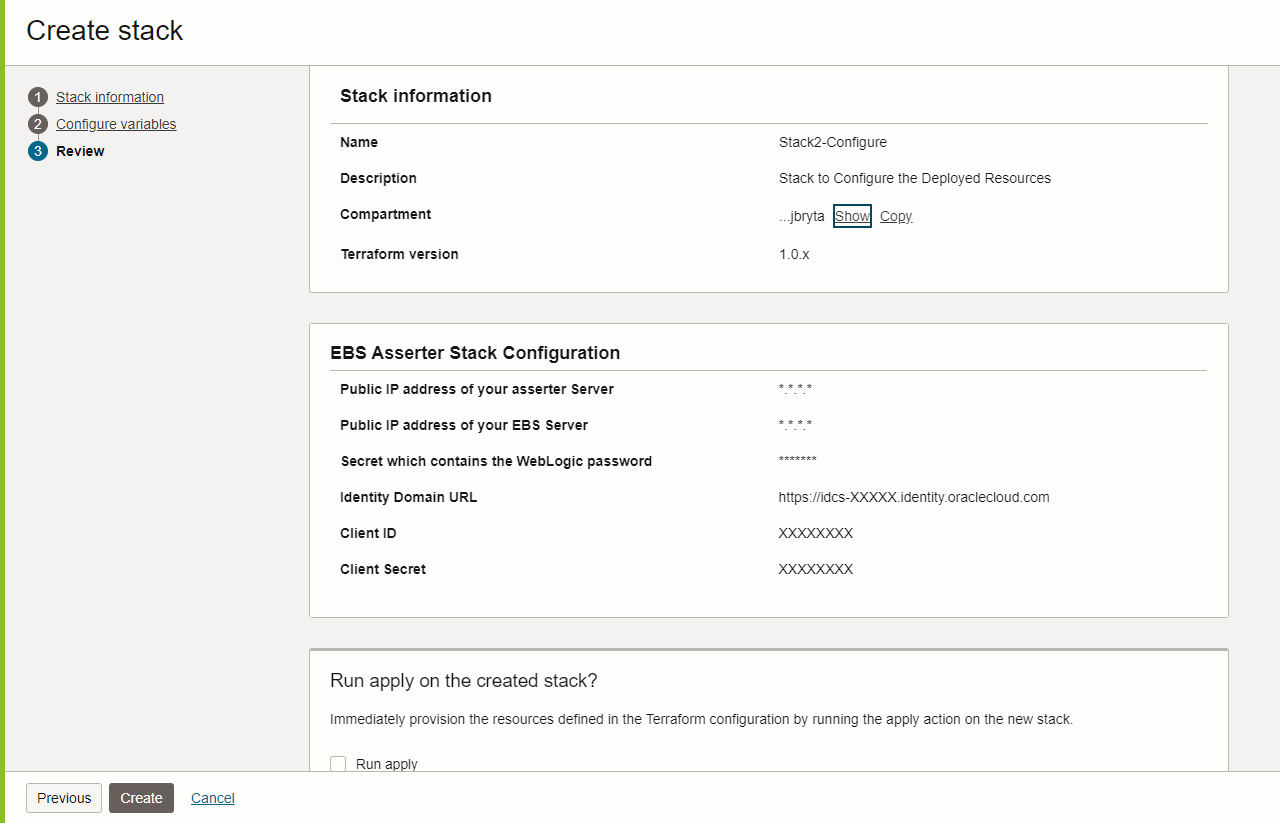 Create stack
1 Stack information
2 Configure variables
3 Review
Stack information
Name Stack2-Configure
Description Stack to Configure the Deployed Resources
Compartment ...jbryta Show Copy
Terraform version 1.0.x
EBS Asserter Stack Configuration
Public IP address of your asserter Server *.*.*.*
Public IP address of your EBS Server *.*.*.*
Secret which contains the WebLogic password *******
Identity Domain URL https://idcs-XXXXX.identity.oraclecloud.com
Client ID XXXXXXXX
Client Secret XXXXXXXX
Run apply on the created stack?
Immediately provision the resources defined in the Terraform configuration by running the apply action on the new stack.
Run apply
Previous Create Cancel